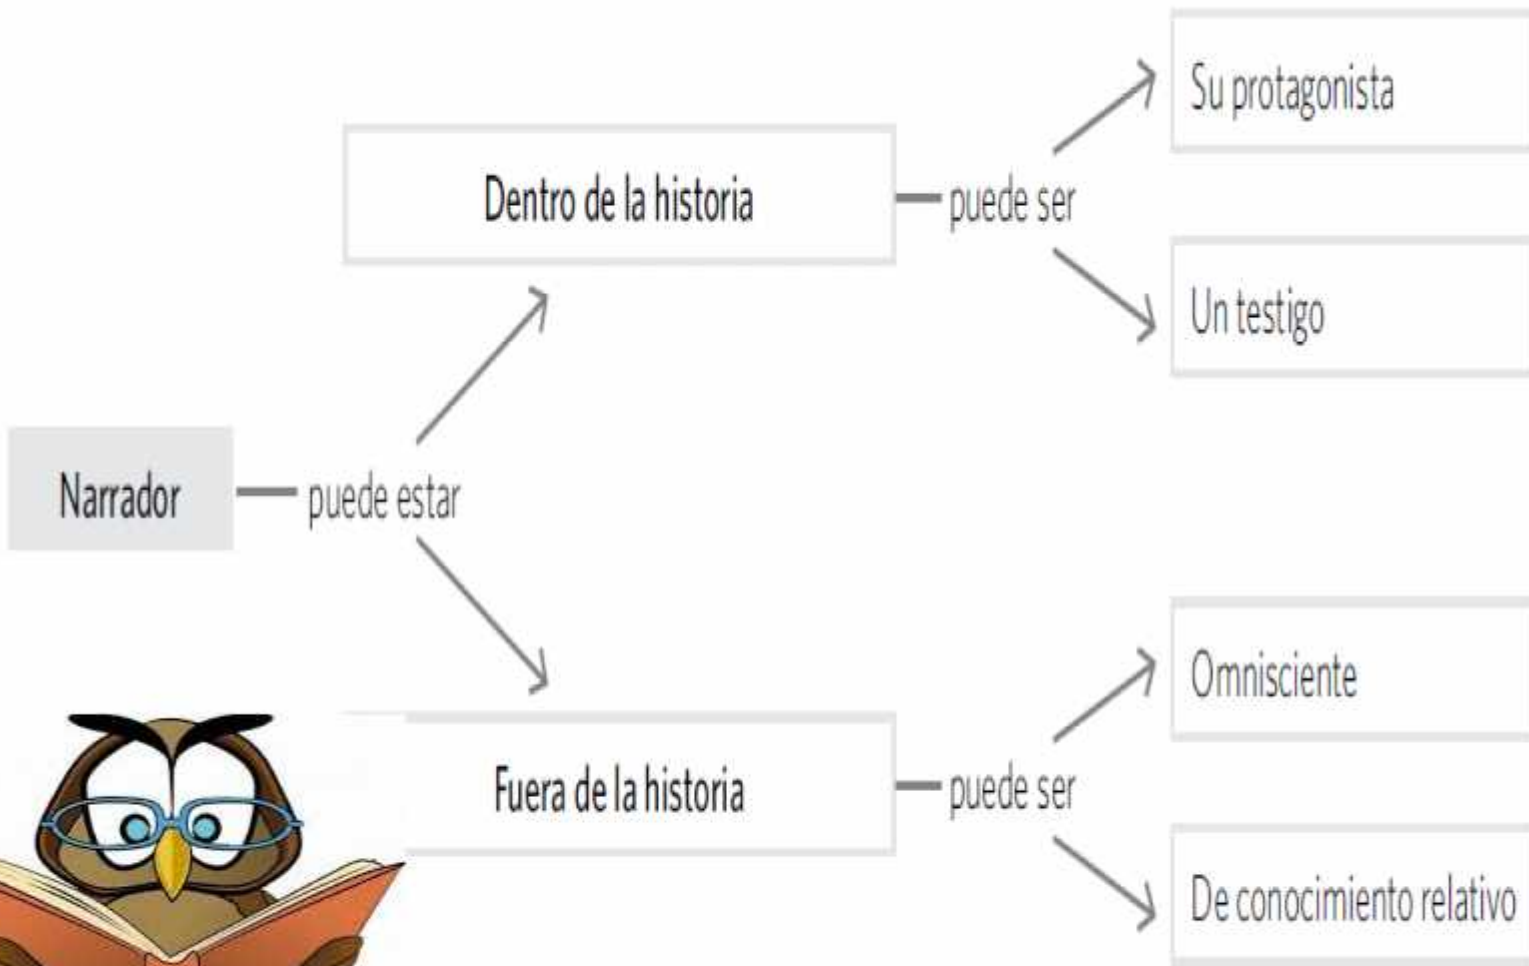 Su protagonista
Dentro de la historia
puede ser
Un testigo
Narrador
puede estar
Omnisciente
Fuera de la historia
puede ser
De conocimiento relativo